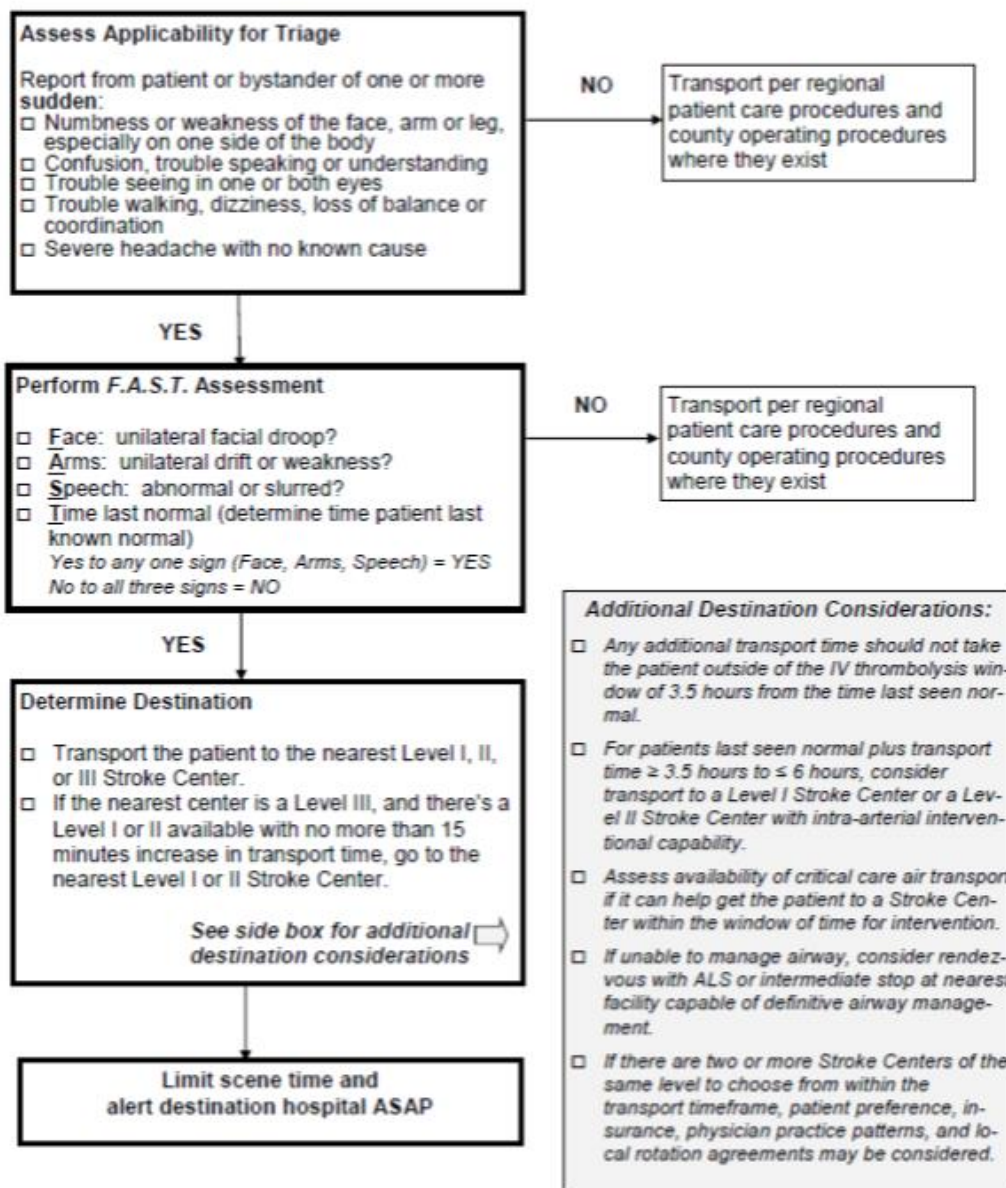 Assess Applicability for Triage
Report from patient or bystander of one or more
sudden:
□ Numbness or weakness of the face, arm or leg,
especially on one side of the body
□ Confusion, trouble speaking or understanding
□ Trouble seeing in one or both eyes
□ Trouble walking, dizziness, loss of balance or
coordination
□ Severe headache with no known cause
NO
Transport per regional
patient care procedures and
county operating procedures
where they exist
YES
Perform F.A.S.T. Assessment
□ Face: unilateral facial droop?
□ Arms: unilateral drift or weakness?
□ Speech: abnormal or slurred?
□ Time last normal (determine time patient last
known normal)
Yes to any one sign (Face, Arms, Speech) = YES
No to all three signs = NO
NO
Transport per regional
patient care procedures and
county operating procedures
where they exist
YES
Determine Destination
□ Transport the patient to the nearest Level I, II,
or III Stroke Center.
□ If the nearest center is a Level III, and there's a
Level I or II available with no more than 15
minutes increase in transport time, go to the
nearest Level I or II Stroke Center.
See side box for additional
destination considerations
Limit scene time and
alert destination hospital ASAP
Additional Destination Considerations:
□ Any additional transport time should not take
the patient outside of the IV thrombolysis win-
dow of 3.5 hours from the time last seen nor-
mal.
□ For patients last seen normal plus transport
time ≥ 3.5 hours to ≤ 6 hours, consider
transport to a Level I Stroke Center or a Lev-
el II Stroke Center with intra-arterial interven-
tional capability.
□ Assess availability of critical care air transport
if it can help get the patient to a Stroke Cen-
ter within the window of time for intervention.
□ If unable to manage airway, consider rendez-
vous with ALS or intermediate stop at nearest
facility capable of definitive airway manage-
ment.
□ If there are two or more Stroke Centers of the
same level to choose from within the
transport timeframe, patient preference, in-
surance, physician practice patterns, and lo-
cal rotation agreements may be considered.